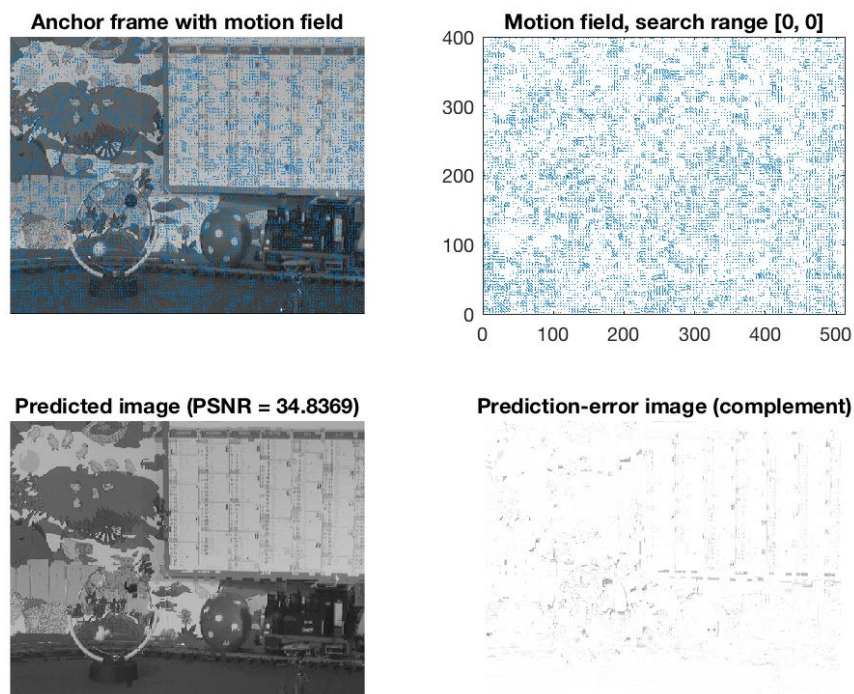 Anchor frame with motion field
Motion field, search range [0, 0]
400
300
200
100
0
0 100 200 300 400 500
Predicted image (PSNR = 34.8369)
Prediction-error image (complement)